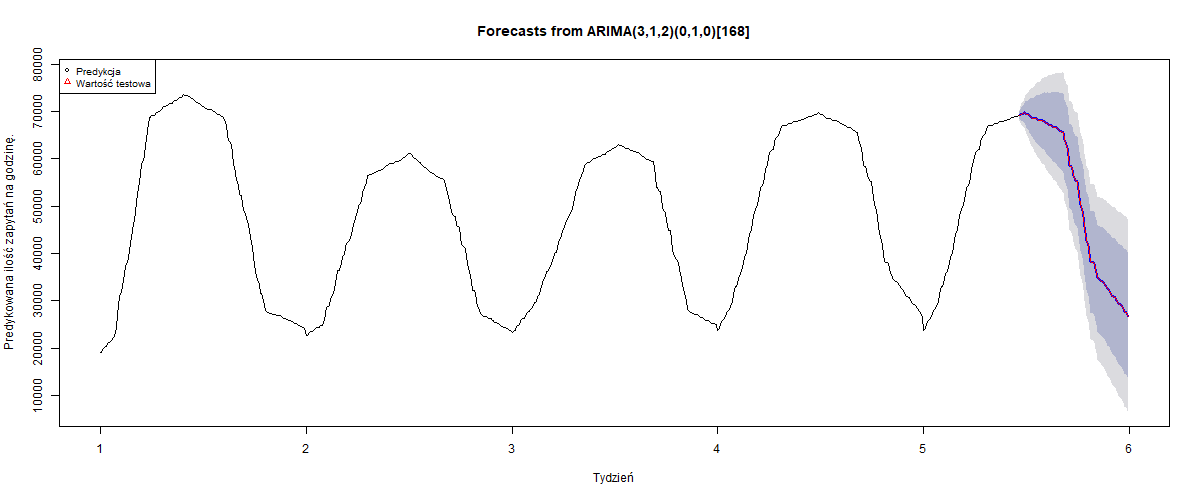 Forecasts from ARIMA(3,1,2)(0,1,0)[168]
Predykcja
Wartość testowa
Predykowana ilość zapytań na godzinę.
80000
70000
60000
50000
40000
30000
20000
10000
1 2 3 4 5 6
Tydzień